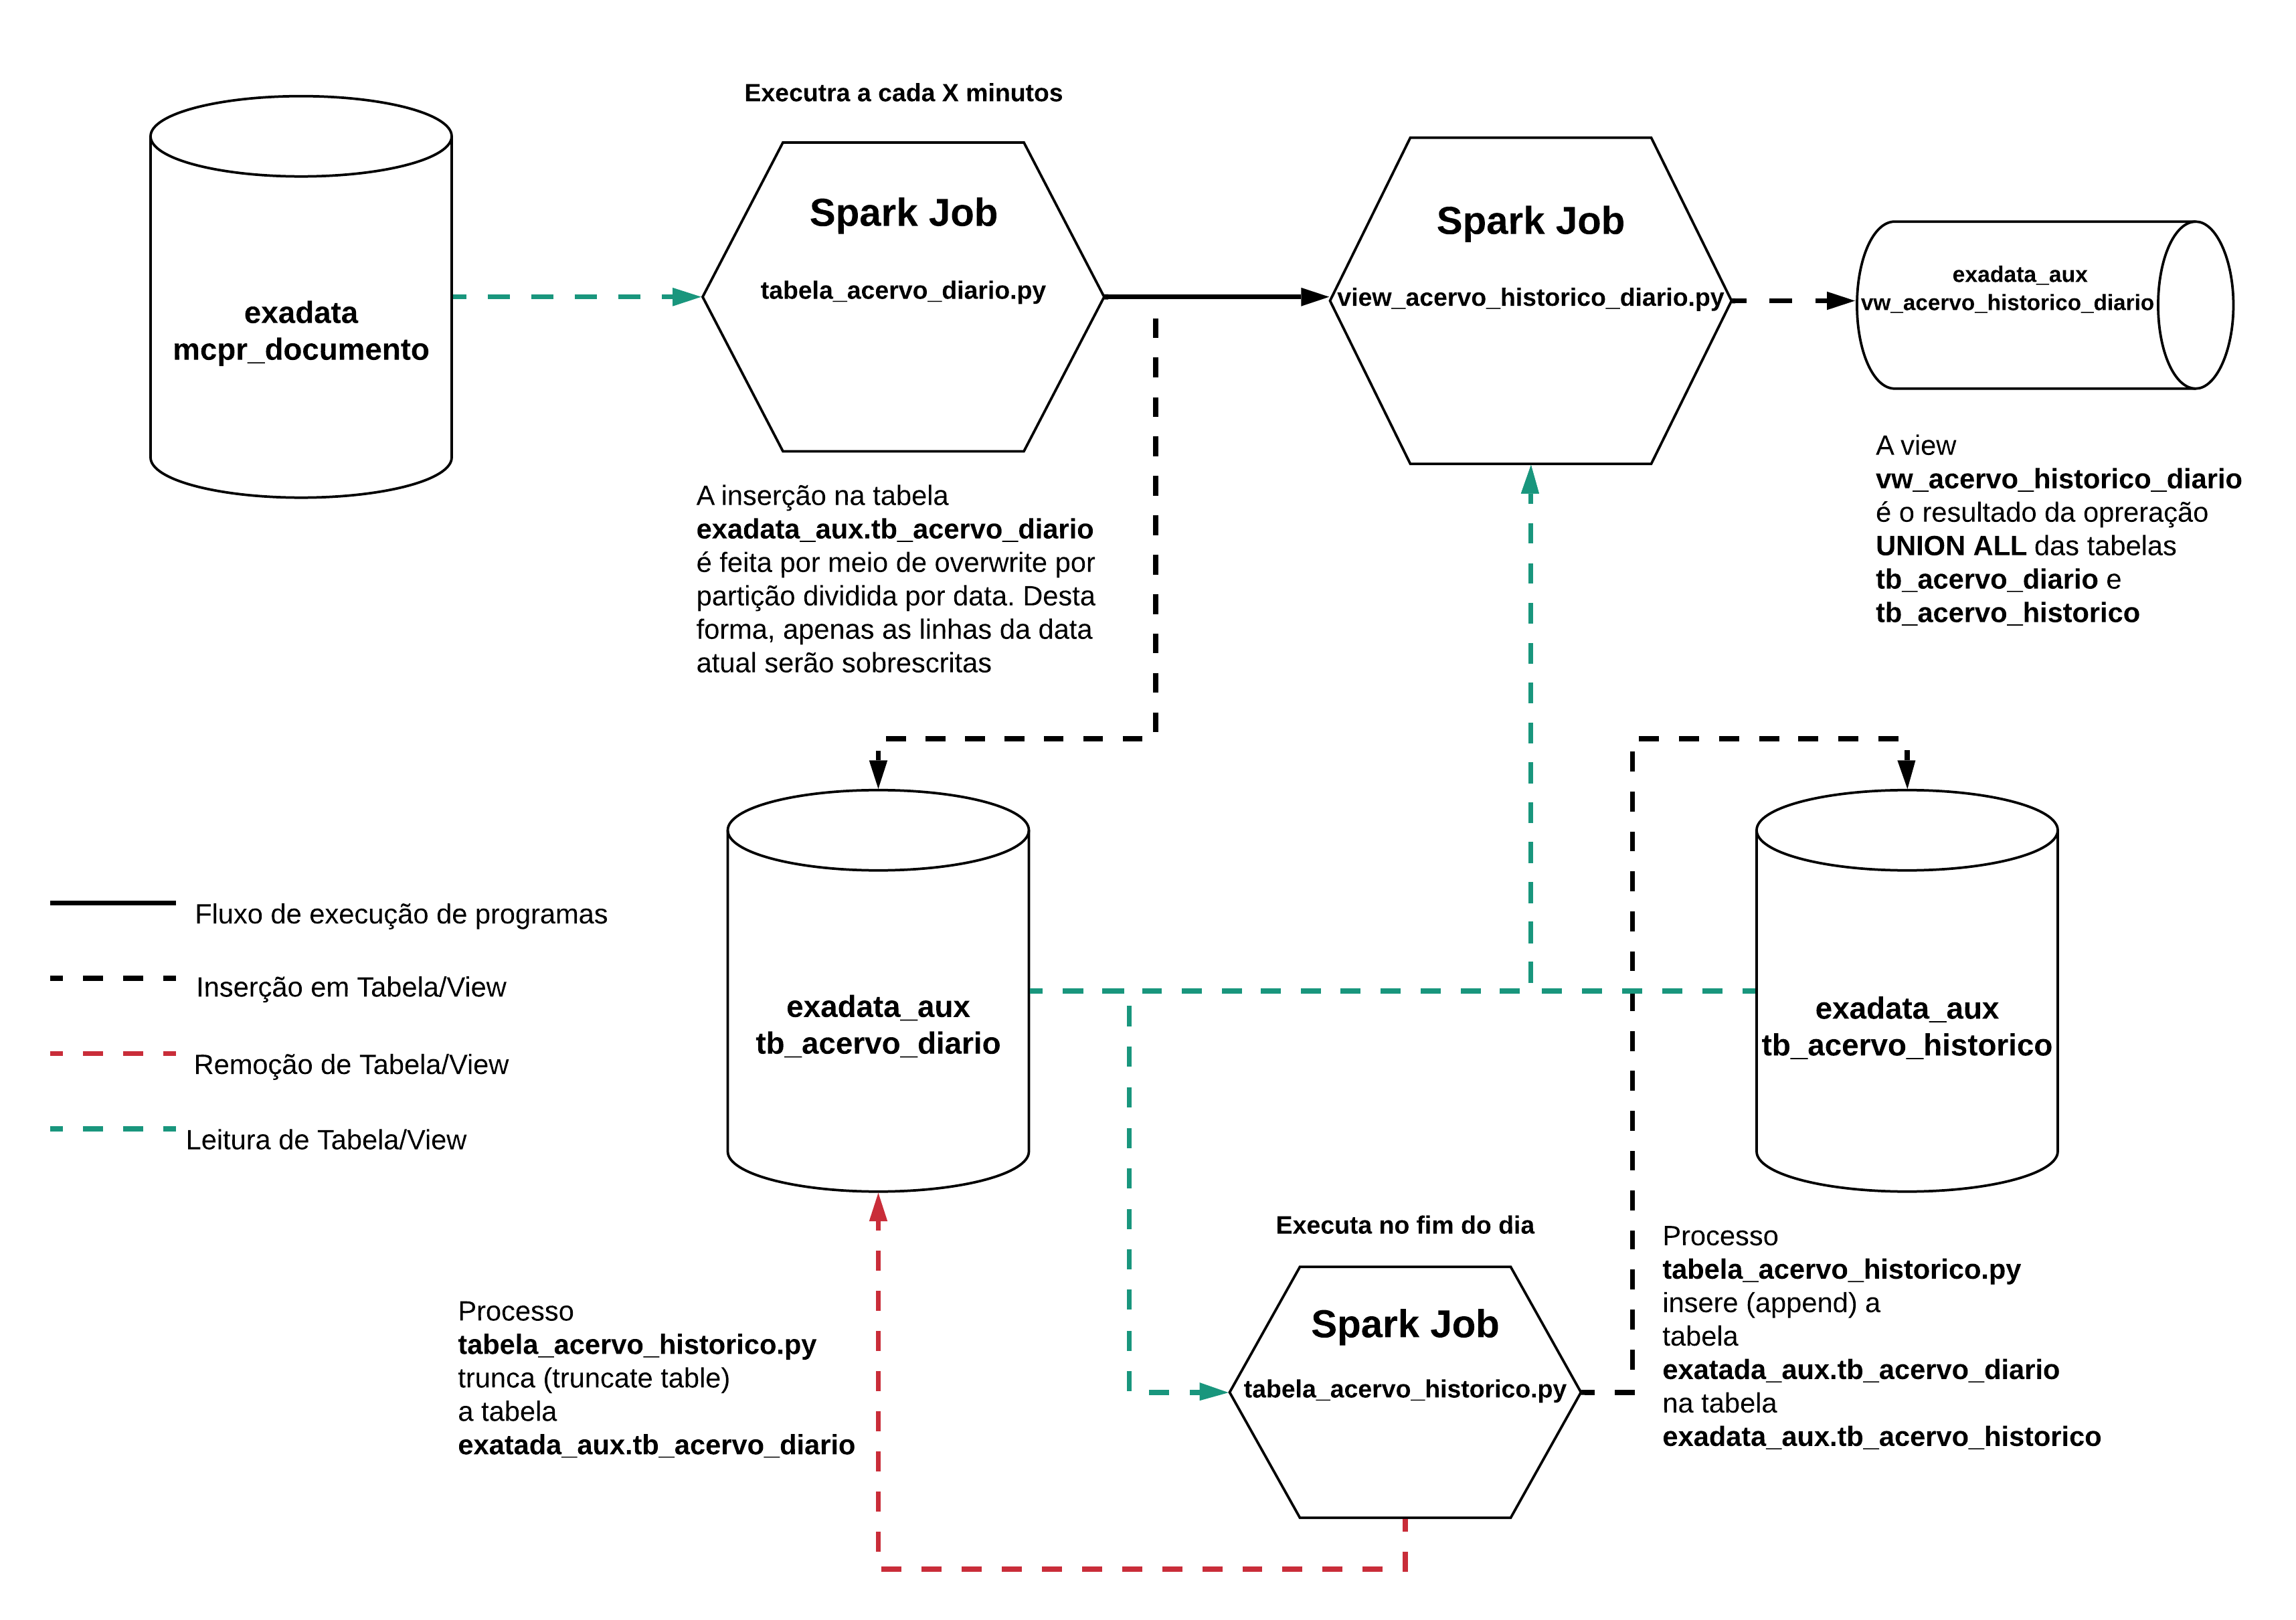 Executra a cada X minutos
exadata
mcpr_documento
Spark Job
tabela_acervo_diario.py
Spark Job
view_acervo_historico_diario.py
exadata_aux
vw_acervo_historico_diario
A inserção na tabela
exadata_aux.tb_acervo_diario
é feita por meio de overwrite por
partição dividida por data. Desta
forma, apenas as linhas da data
atual serão sobrescritas
A view
vw_acervo_historico_diario
é o resultado da opreração
UNION ALL das tabelas
tb_acervo_diario e
tb_acervo_historico
Fluxo de execução de programas
Inserção em Tabela/View
Remoção de Tabela/View
Leitura de Tabela/View
exadata_aux
tb_acervo_diario
exadata_aux
tb_acervo_historico
Processo
tabela_acervo_historico.py
trunca (truncate table)
a tabela
exatada_aux.tb_acervo_diario
Executa no fim do dia
Spark Job
tabela_acervo_historico.py
Processo
tabela_acervo_historico.py
insere (append) a
tabela
exatada_aux.tb_acervo_diario
na tabela
exadata_aux.tb_acervo_historico